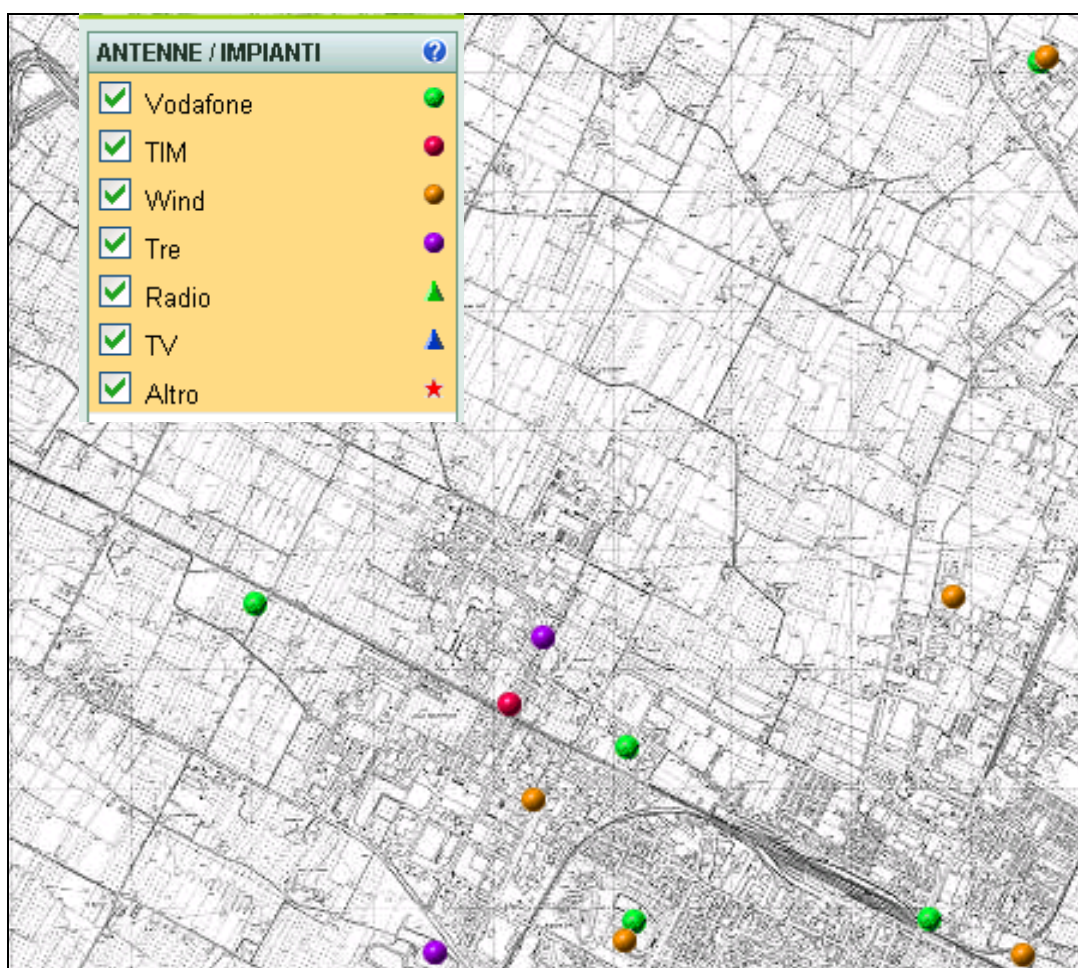 ANTENNE / IMPIANTI
Vodafone
TIM
Wind
Tre
Radio
TV
Altro